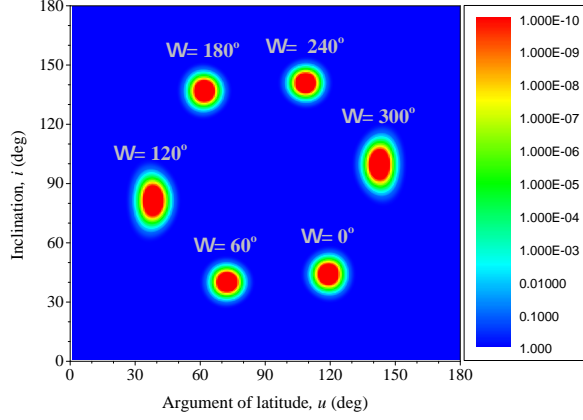 180
150
120
90
60
30
0
Inclination, i (deg)
0
30
60
90
120
150
180
Argument of latitude, u (deg)
W= 180°
W= 240°
W= 300°
W= 120°
W= 60°
W= 0°
1.000E-10
1.000E-09
1.000E-08
1.000E-07
1.000E-06
1.000E-05
1.000E-04
1.000E-03
0.01000
0.1000
1.000